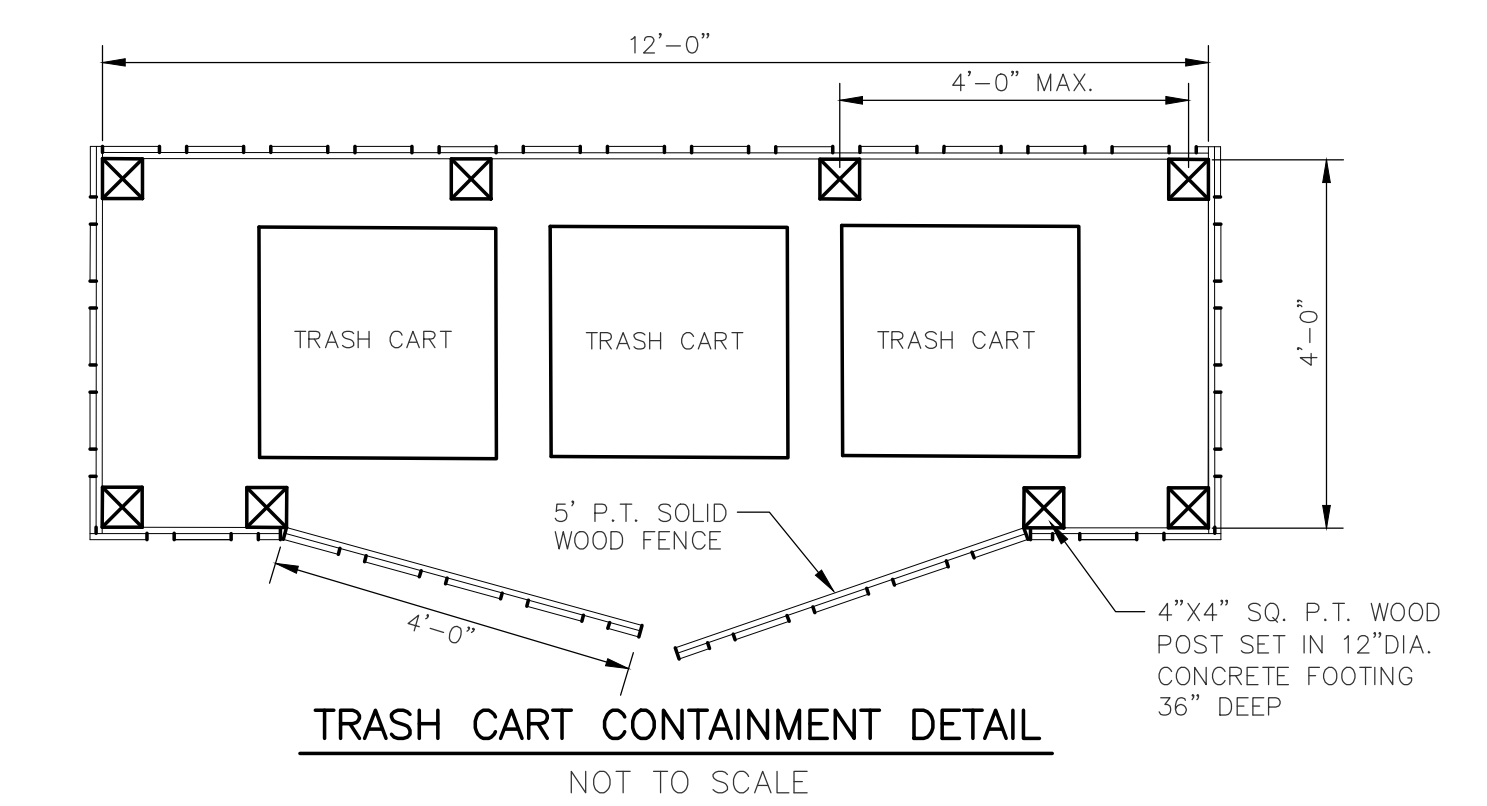 12'-0"
4'-0" MAX.
TRASH CART
TRASH CART
TRASH CART
4'-0"
5' P.T. SOLID
WOOD FENCE
4'-0"
4"X4" SQ. P.T. WOOD
POST SET IN 12"DIA.
CONCRETE FOOTING
36" DEEP
TRASH CART CONTAINMENT DETAIL
NOT TO SCALE